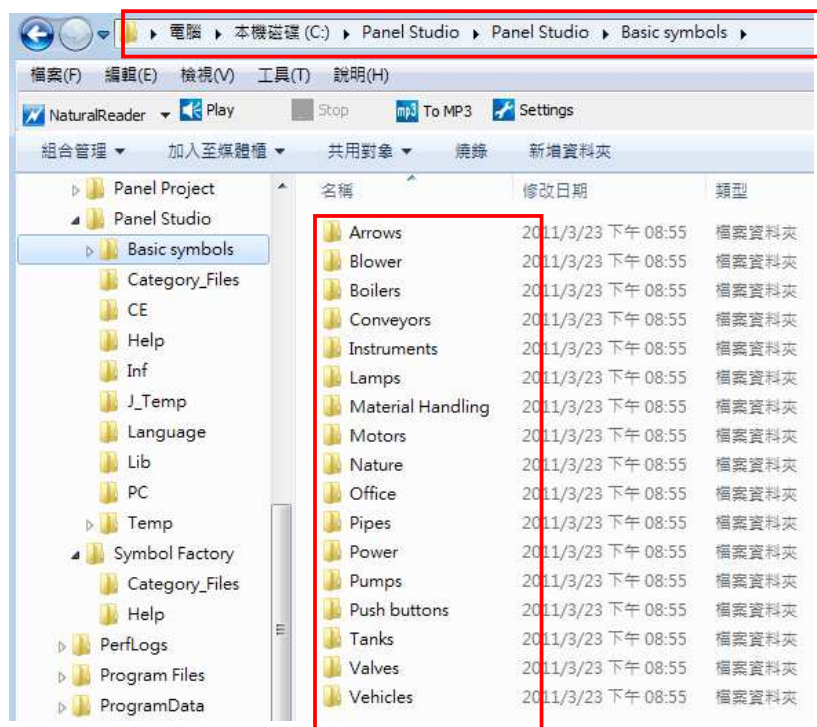 電腦 ▸ 本機磁碟 (C:) ▸ Panel Studio ▸ Panel Studio ▸ Basic symbols ▸
檔案(F) 編輯(E) 檢視(V) 工具(T) 說明(H)
NaturalReader Play Stop mp3 To MP3 Settings
組合管理 加入至媒體櫃 共用對象 燒錄 新增資料夾
Panel Project
Panel Studio
Basic symbols
Category_Files
CE
Help
Inf
J_Temp
Language
Lib
PC
Temp
Symbol Factory
Category_Files
Help
PerfLogs
Program Files
ProgramData
名稱 修改日期 類型
Arrows 2011/3/23 下午 08:55 檔案資料夾
Blower 2011/3/23 下午 08:55 檔案資料夾
Boilers 2011/3/23 下午 08:55 檔案資料夾
Conveyors 2011/3/23 下午 08:55 檔案資料夾
Instruments 2011/3/23 下午 08:55 檔案資料夾
Lamps 2011/3/23 下午 08:55 檔案資料夾
Material Handling 2011/3/23 下午 08:55 檔案資料夾
Motors 2011/3/23 下午 08:55 檔案資料夾
Nature 2011/3/23 下午 08:55 檔案資料夾
Office 2011/3/23 下午 08:55 檔案資料夾
Pipes 2011/3/23 下午 08:55 檔案資料夾
Power 2011/3/23 下午 08:55 檔案資料夾
Pumps 2011/3/23 下午 08:55 檔案資料夾
Push buttons 2011/3/23 下午 08:55 檔案資料夾
Tanks 2011/3/23 下午 08:55 檔案資料夾
Valves 2011/3/23 下午 08:55 檔案資料夾
Vehicles 2011/3/23 下午 08:55 檔案資料夾